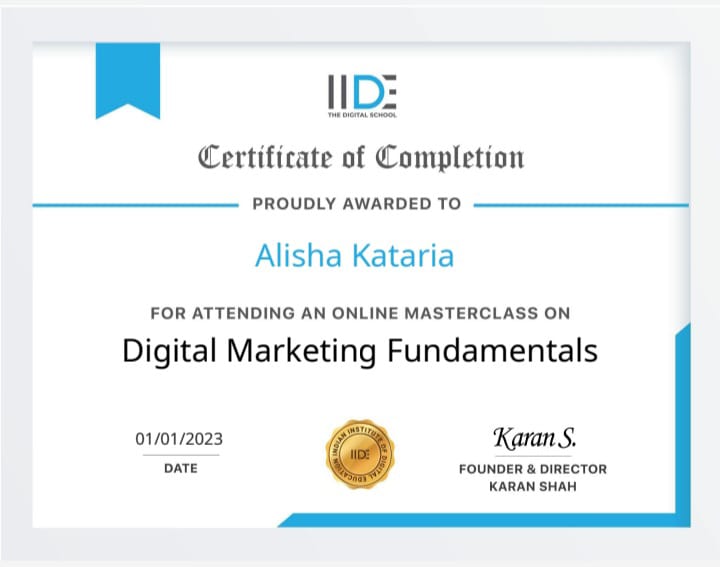 IIDE
THE DIGITAL SCHOOL
Certificate of Completion
PROUDLY AWARDED TO
Alisha Kataria
FOR ATTENDING AN ONLINE MASTERCLASS ON
Digital Marketing Fundamentals
01/01/2023
DATE
INDIAN INSTITUTE OF DIGITAL EDUCATION
IIDE
Karan S.
FOUNDER & DIRECTOR
KARAN SHAH